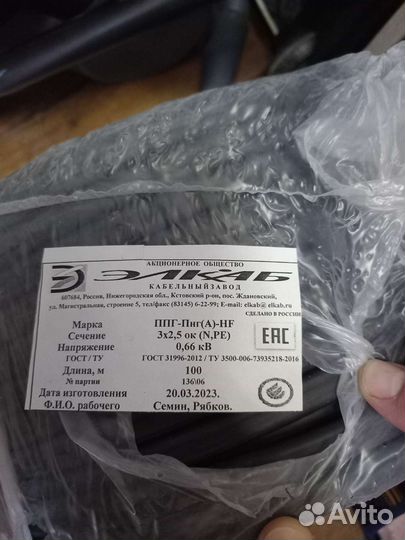 АКЦИОНЕРНОЕ ОБЩЕСТВО
ЭЛКАБ
КАБЕЛЬНЫЙ ЗАВОД
607684, Россия, Нижегородская обл., Кстовский р-он, пос. Ждановский,
ул. Магистральная, строение 5, тел/факс (83145) 6-22-99; E-mail: elkab@ elkab,ru
СДЕЛАНО В РОССИИ
Марка ППГ-Пнг(А)-HF
Сечение 3х2,5 ок (N,PE)
Напряжение 0,66 кВ
ГОСТ / ТУ ГОСТ 31996-2012 / ТУ 3500-006-73935218-2016
Длина, м 100
№ партии 136\06
Дата изготовления 20.03.2023.
Ф.И.О. рабочего Семин, Рябков.
ЕАС
Avito